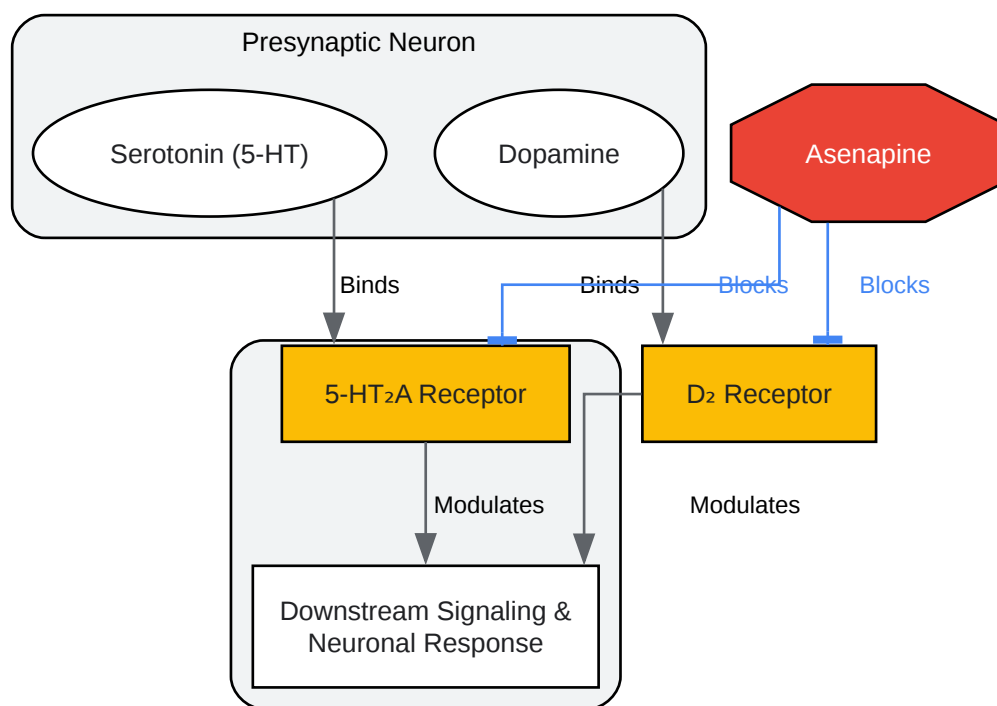 Presynaptic Neuron
Serotonin (5-HT)
Dopamine
Asenapine
Binds
Binds
Blocks
Blocks
5-HT₂A Receptor
D₂ Receptor
Modulates
Modulates
Downstream Signaling &
Neuronal Response